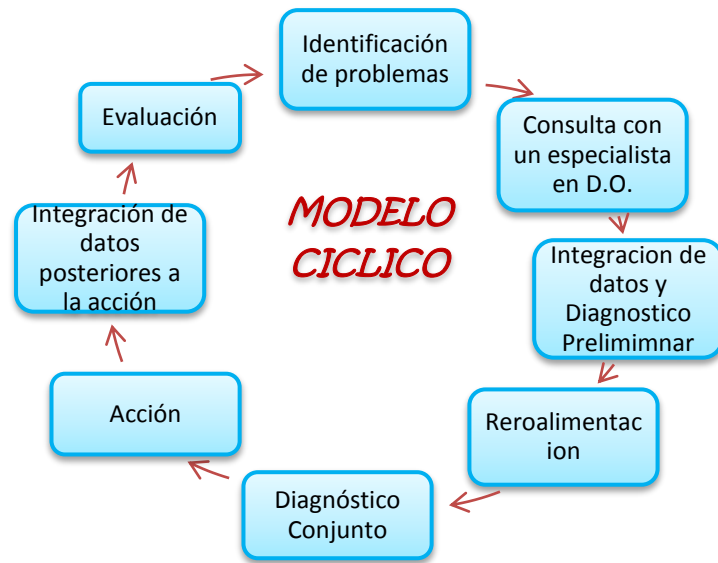 Identificación
de problemas
Consulta con
un especialista
en D.O.
Integracion de
datos y
Diagnostico
Prelimimnar
Reroalimentac
ion
Diagnóstico
Conjunto
Acción
Integración de
datos
posteriores a
la acción
Evaluación
MODELO
CICLICO